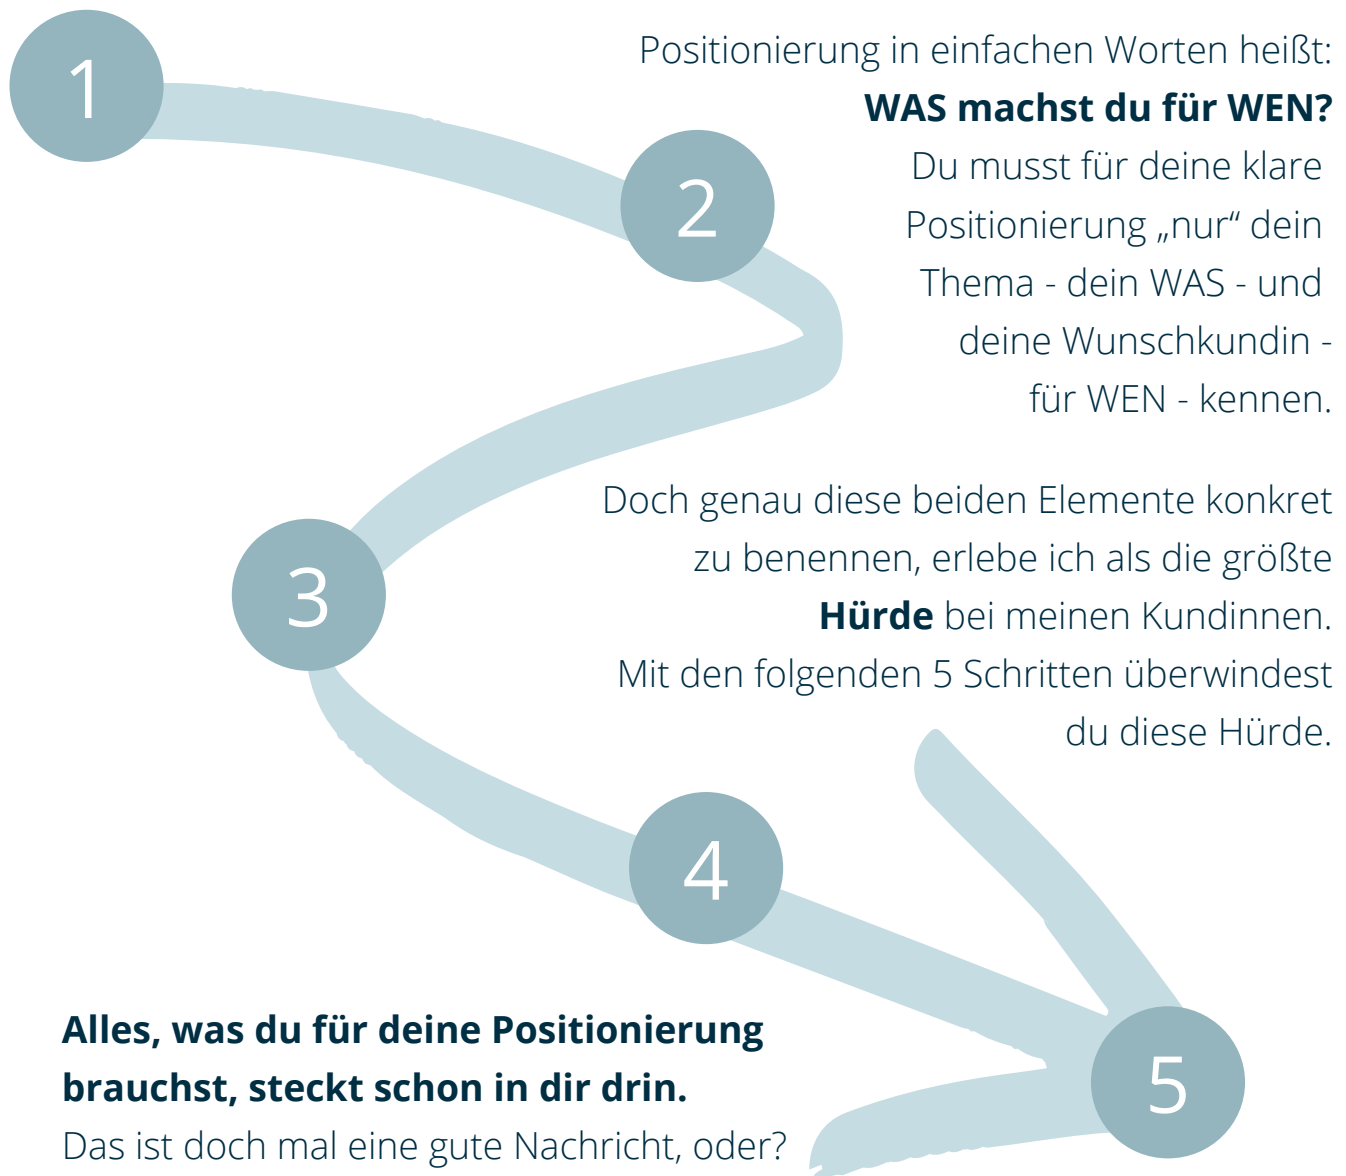 1
Positionierung in einfachen Worten heißt:
WAS machst du für WEN?
Du musst für deine klare
2
Positionierung „nur“ dein
Thema - dein WAS - und
deine Wunschkundin -
für WEN - kennen.
Doch genau diese beiden Elemente konkret
zu benennen, erlebe ich als die größte
3
Hürde bei meinen Kundinnen.
Mit den folgenden 5 Schritten überwindest
du diese Hürde.
4
Alles, was du für deine Positionierung
brauchst, steckt schon in dir drin.
5
Das ist doch mal eine gute Nachricht, oder?